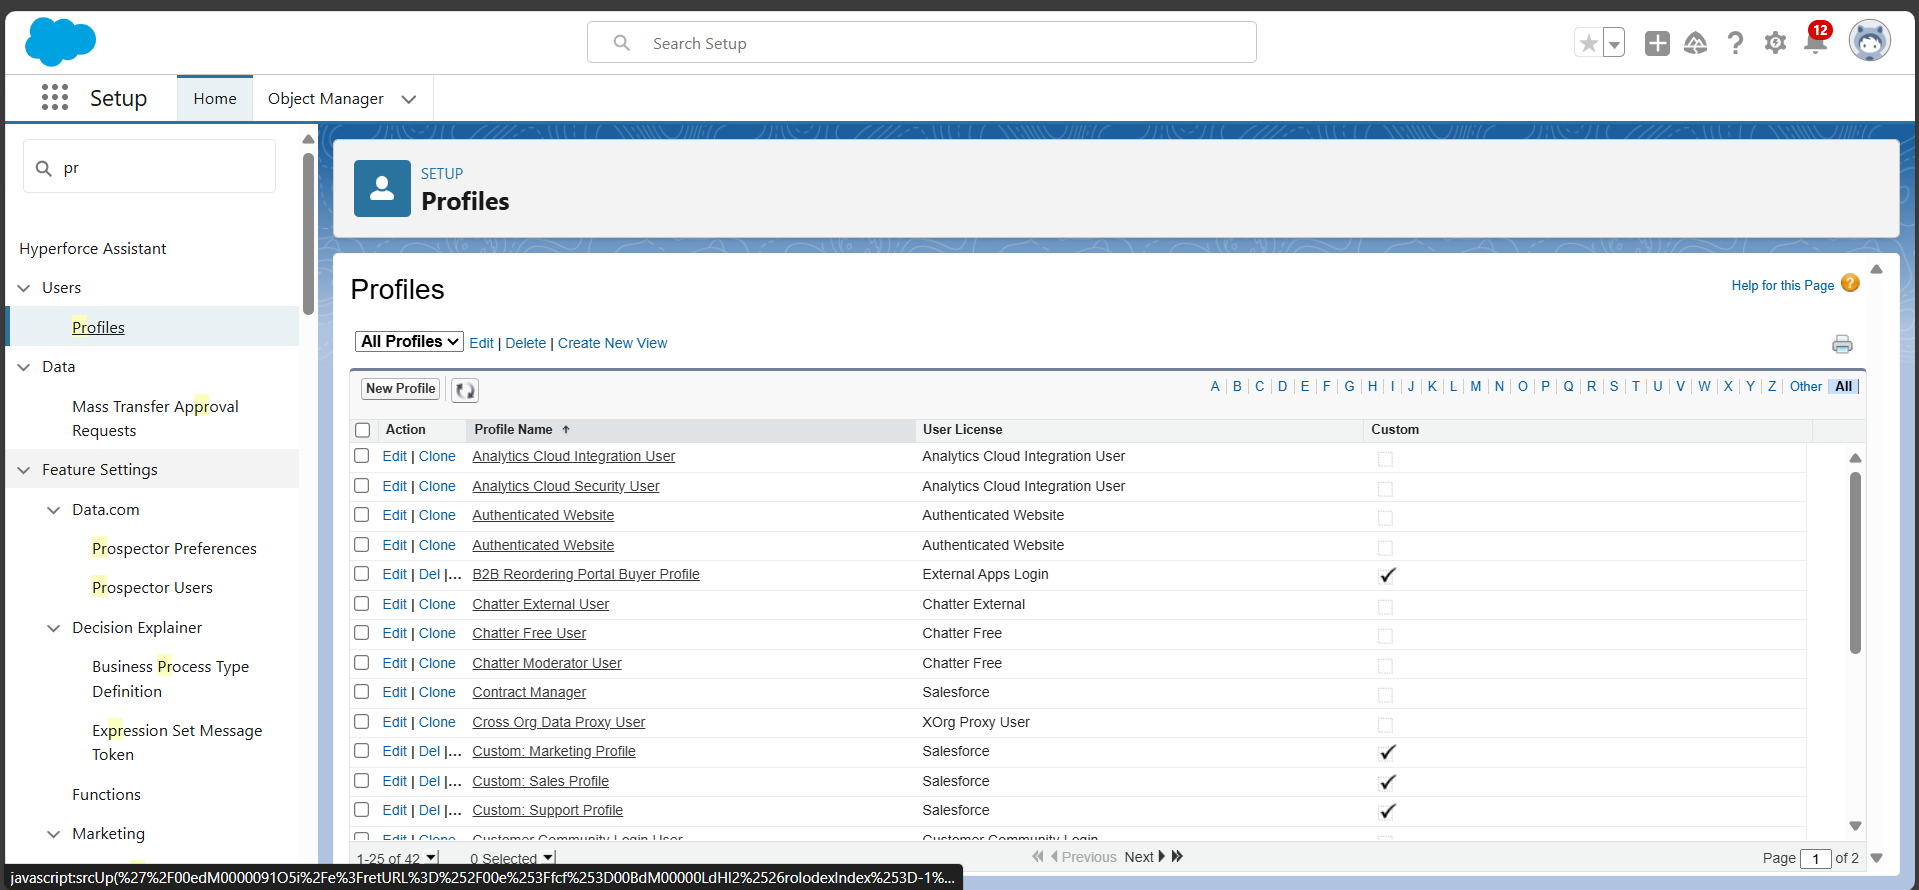 Search Setup
12
Setup
Home
Object Manager
pr
Hyperforce Assistant
Users
Profiles
Data
Mass Transfer Approval
Requests
Feature Settings
Data.com
Prospector Preferences
Prospector Users
Decision Explainer
Business Process Type
Definition
Expression Set Message
Token
Functions
Marketing
SETUP
Profiles
Profiles
Help for this Page ?
All Profiles Edit | Delete | Create New View
New Profile
A | B | C | D | E | F | G | H | I | J | K | L | M | N | O | P | Q | R | S | T | U | V | W | X | Y | Z | Other | All
Action Profile Name User License Custom
Edit | Clone Analytics Cloud Integration User Analytics Cloud Integration User
Edit | Clone Analytics Cloud Security User Analytics Cloud Integration User
Edit | Clone Authenticated Website Authenticated Website
Edit | Clone Authenticated Website Authenticated Website
Edit | Del |... B2B Reordering Portal Buyer Profile External Apps Login
Edit | Clone Chatter External User Chatter External
Edit | Clone Chatter Free User Chatter Free
Edit | Clone Chatter Moderator User Chatter Free
Edit | Clone Contract Manager Salesforce
Edit | Clone Cross Org Data Proxy User XOrg Proxy User
Edit | Del |... Custom: Marketing Profile Salesforce
Edit | Del |... Custom: Sales Profile Salesforce
Edit | Del |... Custom: Support Profile Salesforce
Edit | Clone Customer Community Login User Customer Community Login
1-25 of 42 0 Selected Previous Next Page 1 of 2
javascript:srcUp(%27%2F00edM0000091O5i%2Fe%3FretURL%3D%252F00e%253Ffcf%253D00BdM00000LdHI2%2526rolodexIndex%253D-1%...